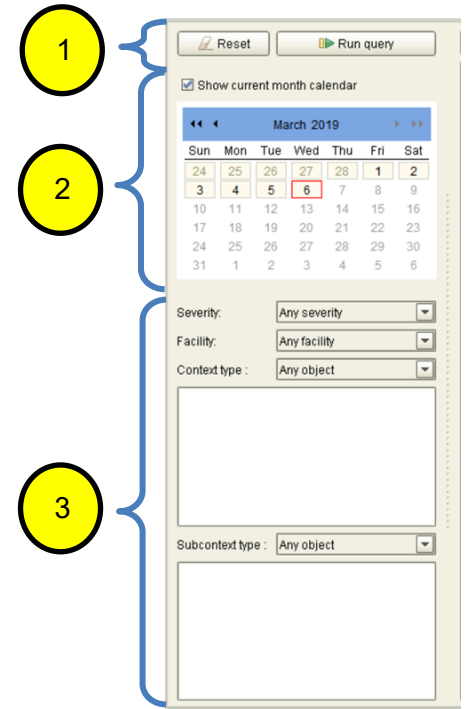 1
Reset Run query
2
Show current month calendar
March 2019
Sun Mon Tue Wed Thu Fri Sat
24 25 26 27 28 1 2
3 4 5 6 7 8 9
10 11 12 13 14 15 16
17 18 19 20 21 22 23
24 25 26 27 28 29 30
31 1 2 3 4 5 6
3
Severity: Any severity
Facility: Any facility
Context type : Any object
Subcontext type : Any object